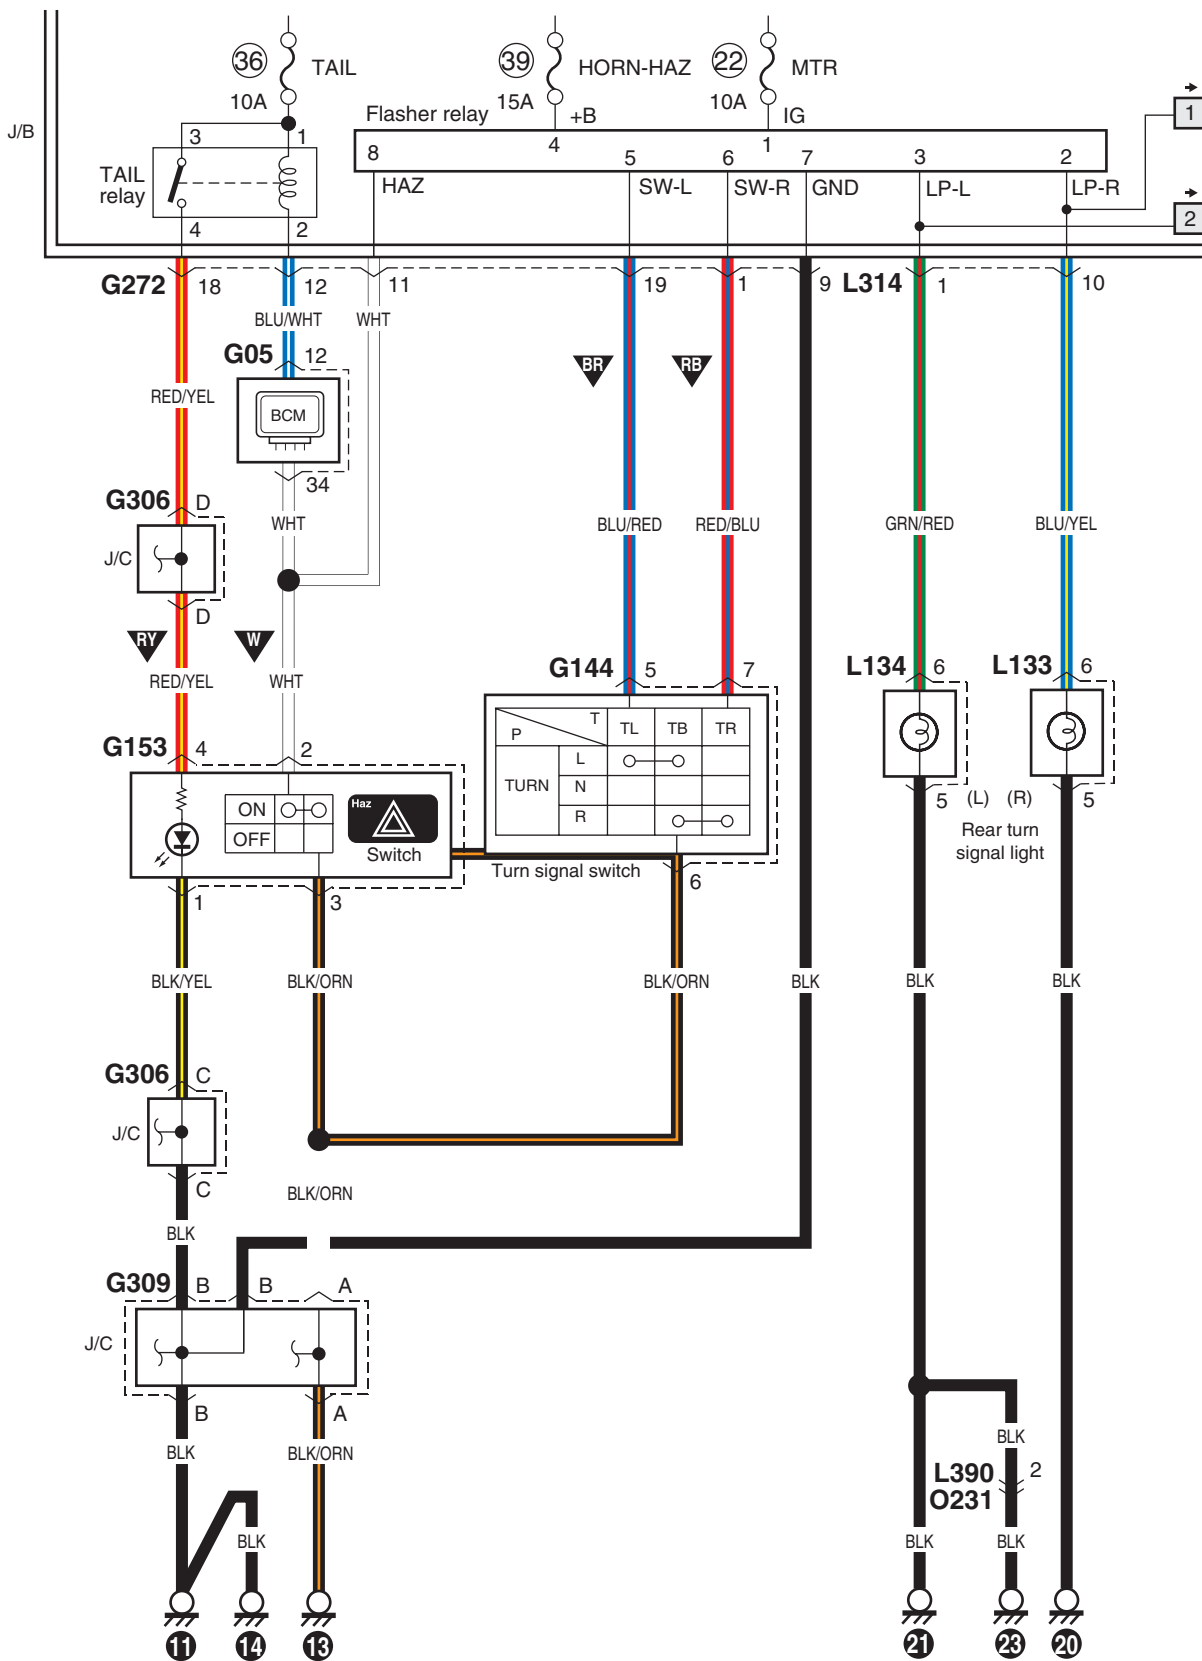 36 TAIL 39 HORN-HAZ 22 MTR
10A 15A 10A
1
J/B
Flasher relay +B IG
3 1 8 4 5 6 1 7 3 2
TAIL
relay
HAZ SW-L SW-R GND LP-L LP-R
2
4 2
G272 18 12 11 19 1 9 L314 1 10
BLU/WHT WHT
G05 12
BR RB
RED/YEL
BCM
34
G306 D
WHT BLU/RED RED/BLU GRN/RED BLU/YEL
J/C
D
RY W
RED/YEL WHT
G144 5 7 L134 6 L133 6
T
P
TL TB TR
G153 4 2
L
TURN N
R
ON
OFF
Haz
Switch
5 (L) (R) 5
Rear turn
signal light
Turn signal switch 6
1 3
BLK/YEL BLK/ORN BLK/ORN BLK BLK BLK
G306 C
J/C
C
BLK/ORN
BLK
G309 B B A
J/C
B A
BLK BLK/ORN
BLK
L390 2
O231
BLK BLK BLK
11 14 13 21 23 20